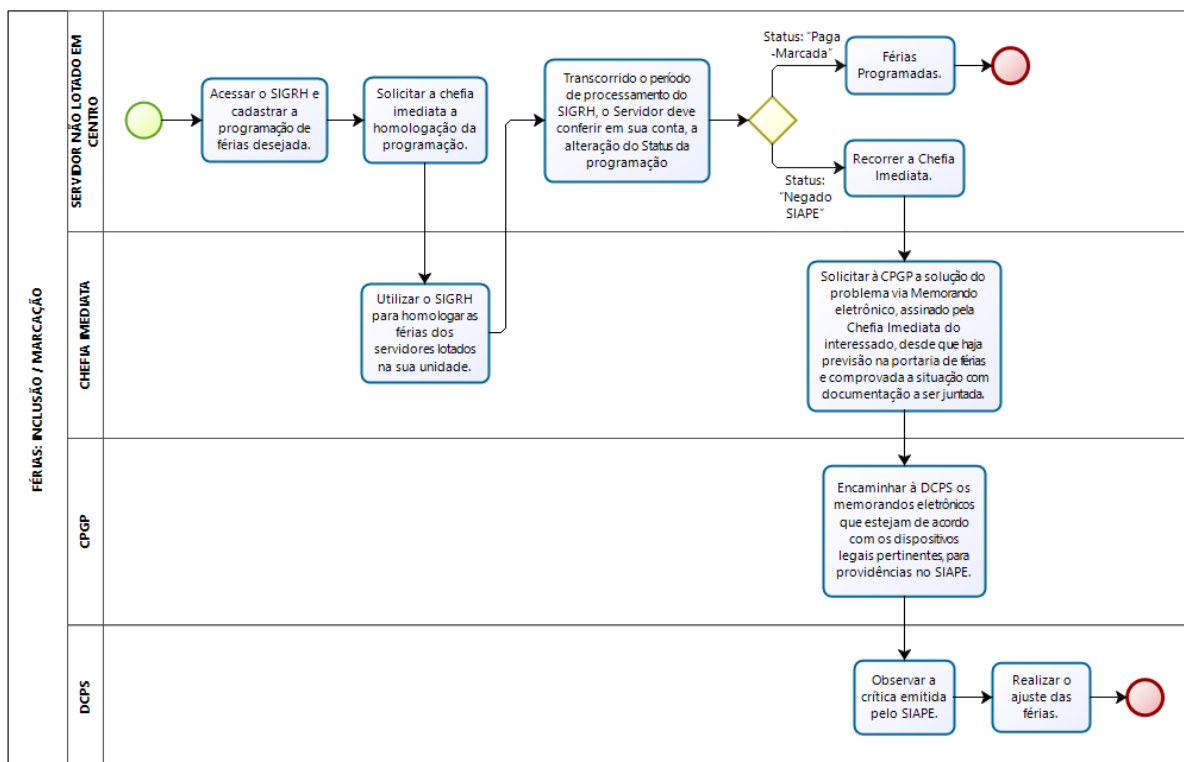 FÉRIAS: INCLUSÃO / MARCAÇÃO
SERVIDOR NÃO LOTADO EM
CENTRO
Acessar o SIGRH e
cadastrar a
programação de
férias desejada.
Solicitar a chefia
imediata a
homologação da
programação.
Transcorrido o período
de processamento do
SIGRH, o Servidor deve
conferir em sua conta, a
alteração do Status da
programação
Status: "Paga
-Marcada"
Férias
Programadas.
Status:
"Negado
SIAPE"
Recorrer a Chefia
Imediata.
CHEFIA IMEDIATA
Utilizar o SIGRH
para homologar as
férias dos
servidores lotados
na sua unidade.
Solicitar à CPGP a solução do
problema via Memorando
eletrônico, assinado pela
Chefia Imediata do
interessado, desde que haja
previsão na portaria de férias
e comprovada a situação com
documentação a ser juntada.
CPGP
Encaminhar à DCPS os
memorandos eletrônicos
que estejam de acordo
com os dispositivos
legais pertinentes, para
providências no SIAPE.
DCPS
Observar a
crítica emitida
pelo SIAPE.
Realizar o
ajuste das
férias.